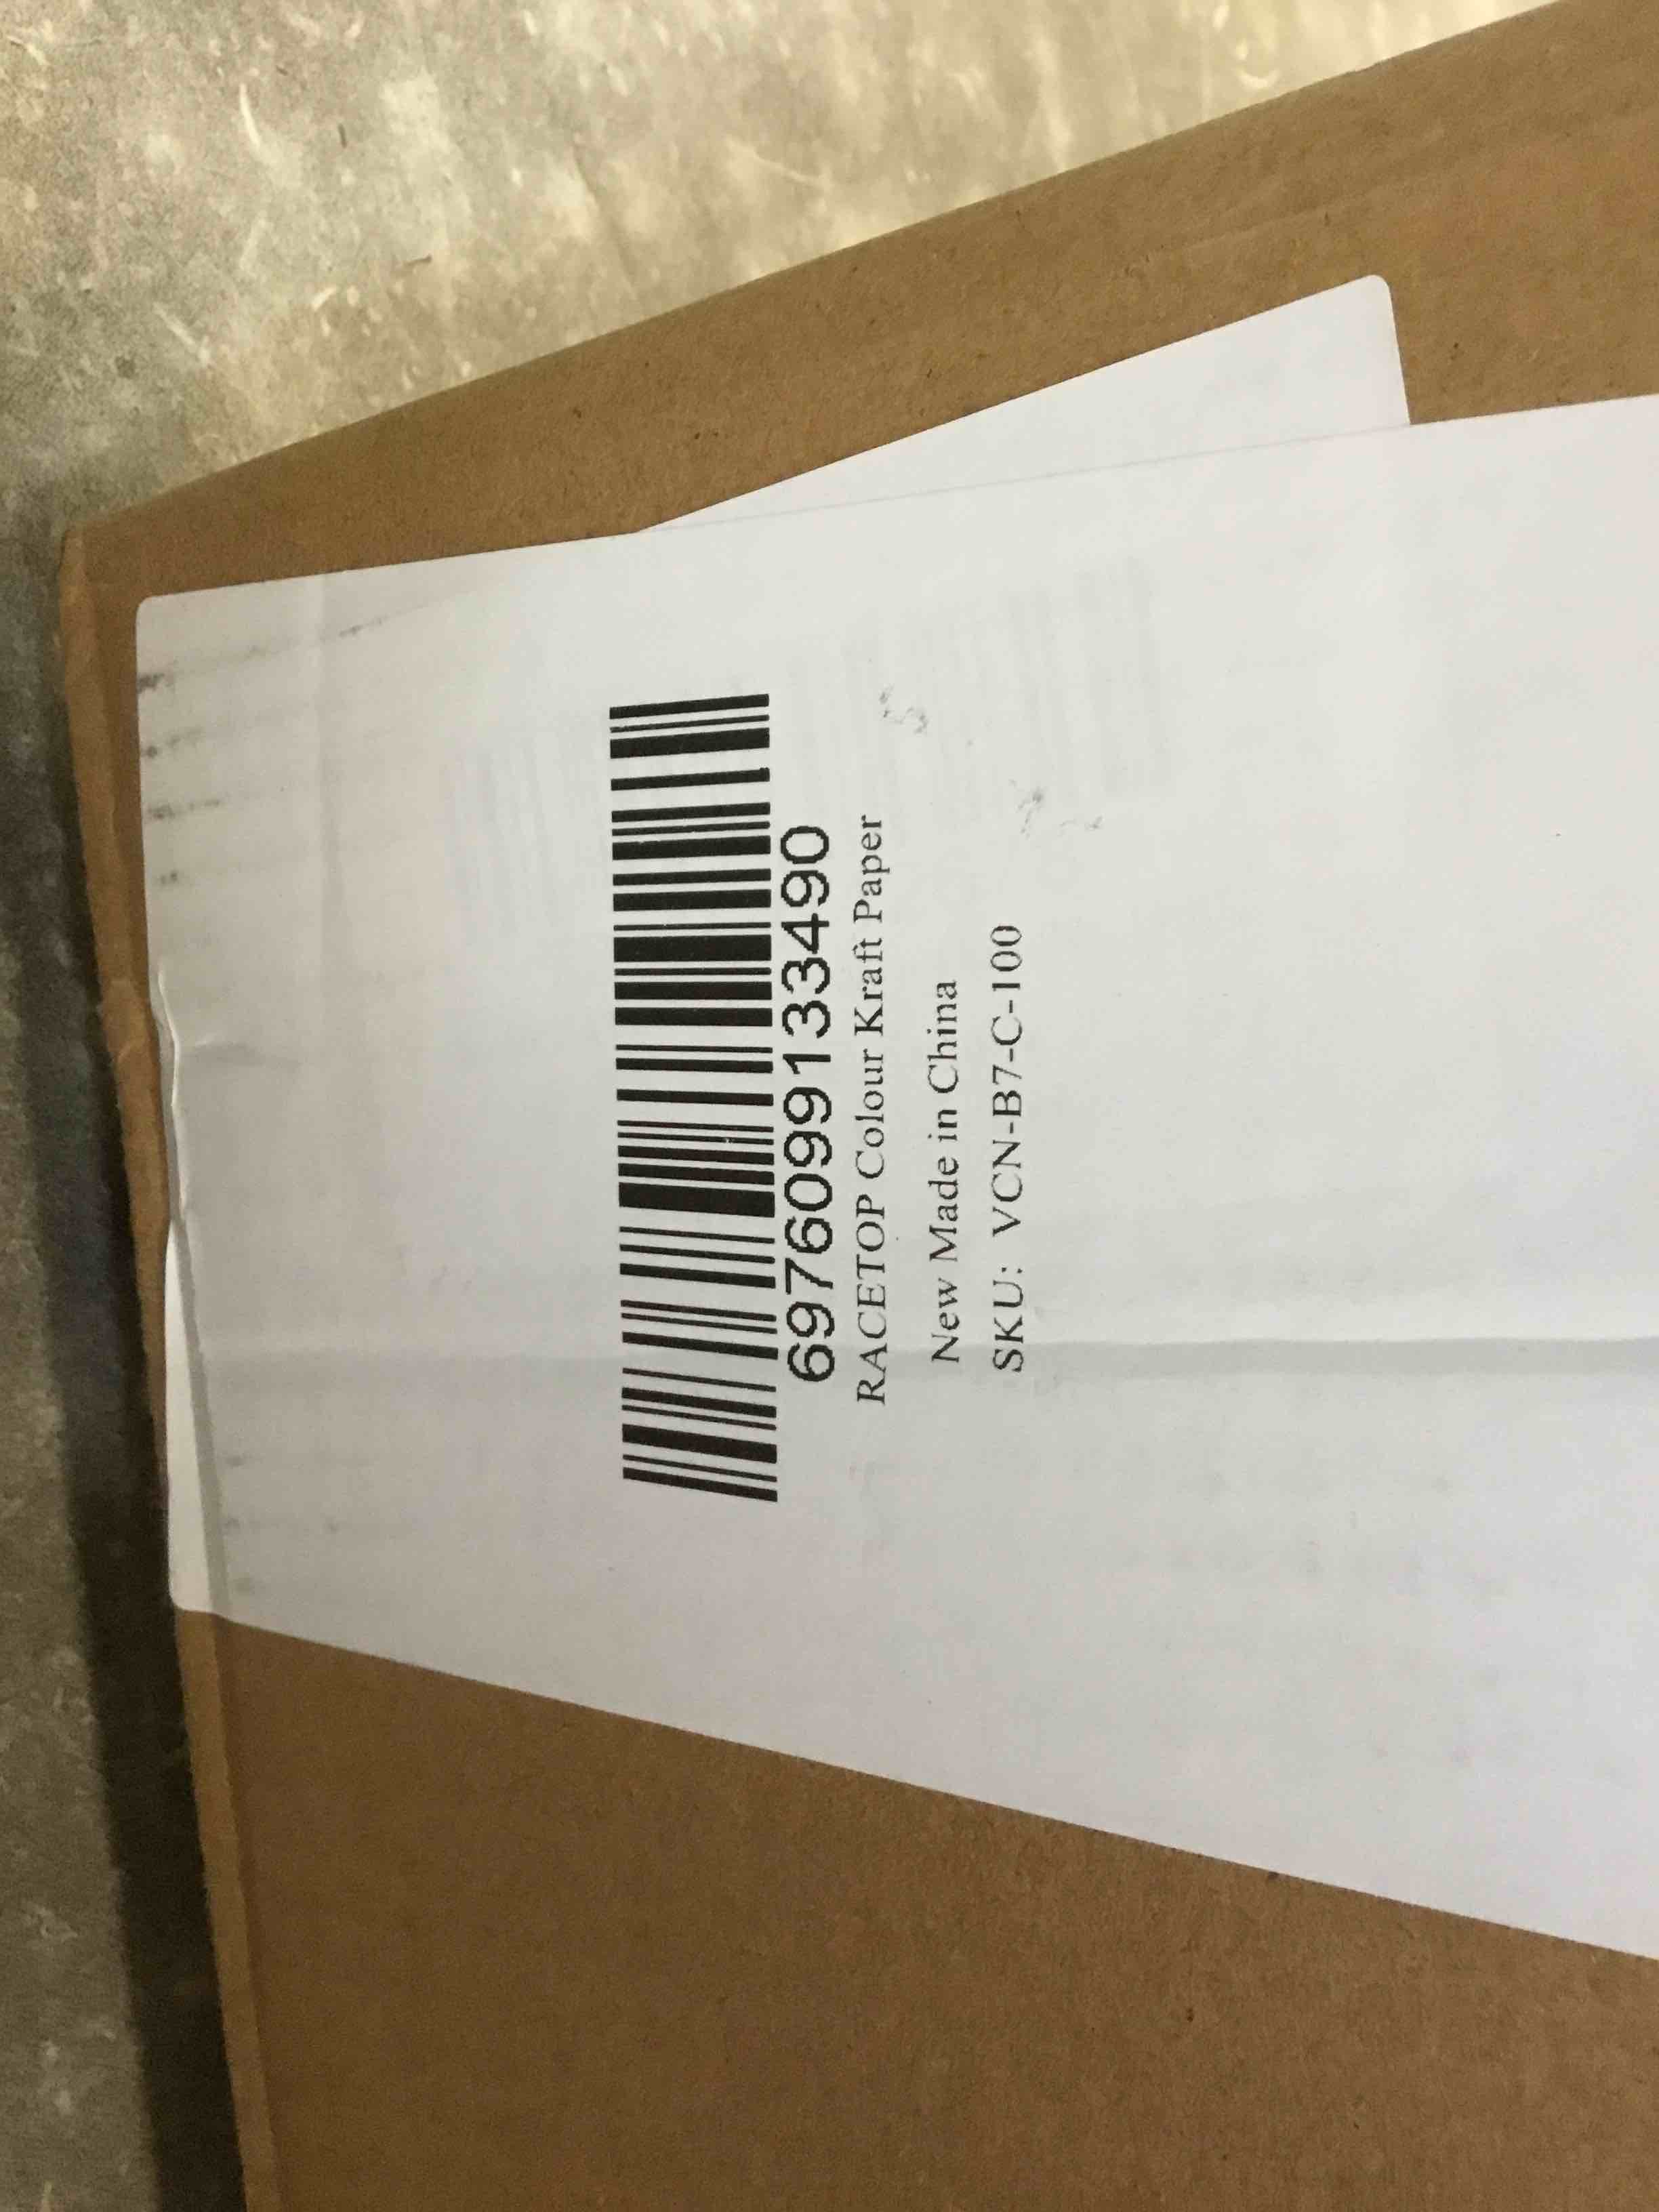 6976099133490
RACETOP Colour Kraft Paper
New Made in China
SKU: VCN-B7-C-100